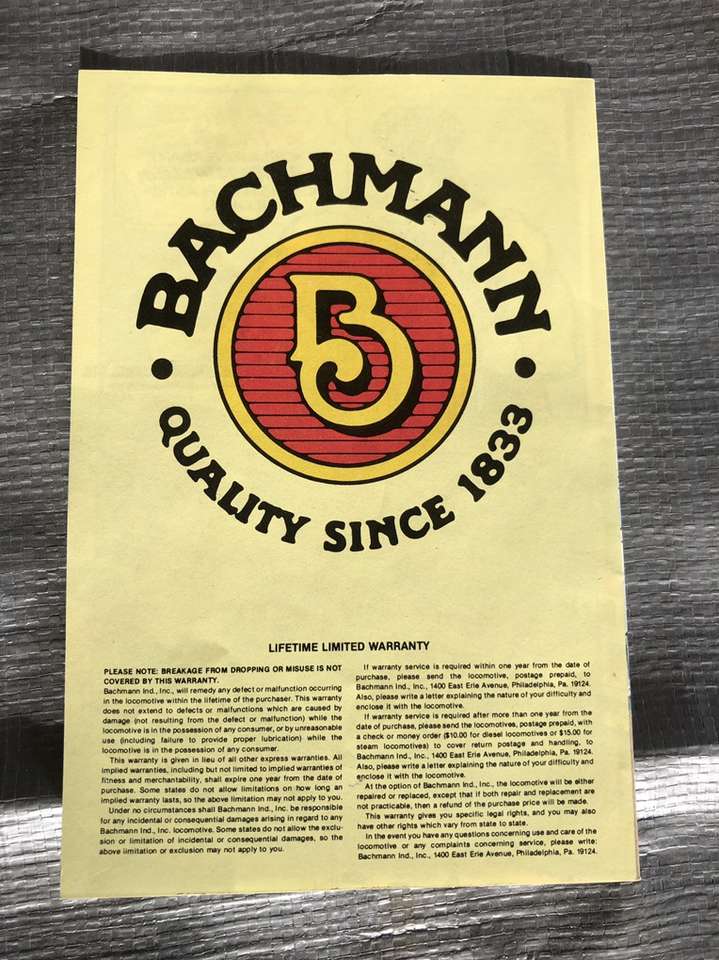 BACHMANN
B
• QUALITY SINCE 1833 •
LIFETIME LIMITED WARRANTY
PLEASE NOTE: BREAKAGE FROM DROPPING OR MISUSE IS NOT
COVERED BY THIS WARRANTY.
Bachmann Ind., Inc., will remedy any defect or malfunction occurring
in the locomotive within the lifetime of the purchaser. This warranty
does not extend to defects or malfunctions which are caused by
damage (not resulting from the defect or malfunction) while the
locomotive is in the possession of any consumer, or by unreasonable
use (including failure to provide proper lubrication) while the
locomotive is in the possession of any consumer.
This warranty is given in lieu of all other express warranties. All
implied warranties, including but not limited to implied warranties of
fitness and merchantability, shall expire one year from the date of
purchase. Some states do not allow limitations on how long an
implied warranty lasts, so the above limitation may not apply to you.
Under no circumstances shall Bachmann Ind., Inc. be responsible
for any incidental or consequential damages arising in regard to any
Bachmann Ind., Inc. locomotive. Some states do not allow the exclu-
sion or limitation of incidental or consequential damages, so the
above limitation or exclusion may not apply to you.
If warranty service is required within one year from the date of
purchase, please send the locomotive, postage prepaid, to
Bachmann Ind., Inc., 1400 East Erie Avenue, Philadelphia, Pa. 19124.
Also, please write a letter explaining the nature of your difficulty and
enclose it with the locomotive.
If warranty service is required after more than one year from the
date of purchase, please send the locomotives, postage prepaid, with
a check or money order ($10.00 for diesel locomotives or $15.00 for
steam locomotives) to cover return postage and handling, to
Bachmann Ind., Inc., 1400 East Erie Avenue, Philadelphia, Pa. 19124.
Also, please write a letter explaining the nature of your difficulty and
enclose it with the locomotive.
At the option of Bachmann Ind., Inc., the locomotive will be either
repaired or replaced, except that if both repair and replacement are
not practicable, then a refund of the purchase price will be made.
This warranty gives you specific legal rights, and you may also
have other rights which vary from state to state.
In the event you have any questions concerning use and care of the
locomotive or any complaints concerning service, please write:
Bachmann Ind., Inc., 1400 East Erie Avenue, Philadelphia, Pa. 19124.